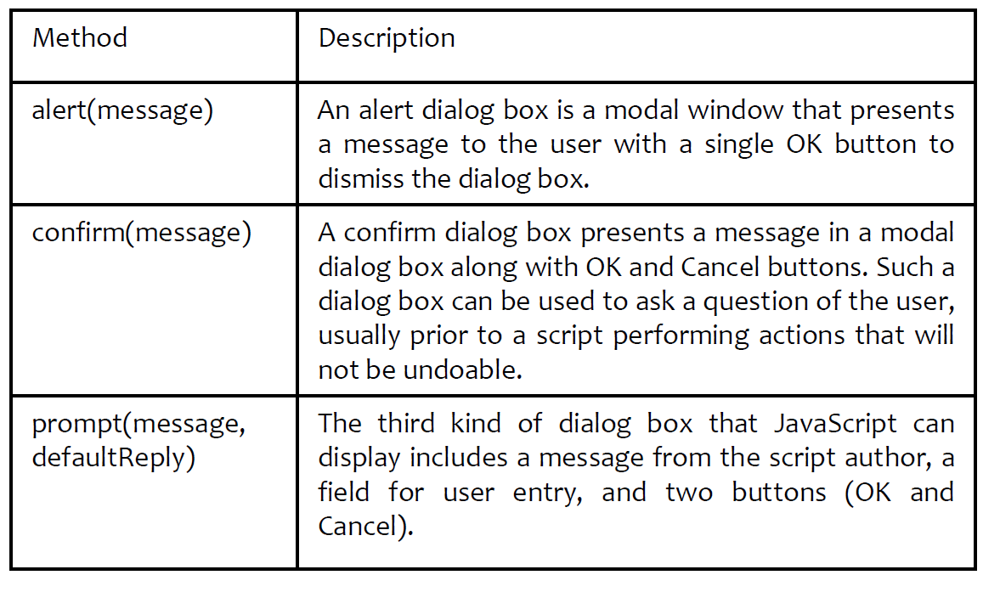 Method
Description
alert(message)
An alert dialog box is a modal window that presents
a message to the user with a single OK button to
dismiss the dialog box.
confirm(message)
A confirm dialog box presents a message in a modal
dialog box along with OK and Cancel buttons. Such a
dialog box can be used to ask a question of the user,
usually prior to a script performing actions that will
not be undoable.
prompt(message,
defaultReply)
The third kind of dialog box that JavaScript can
display includes a message from the script author, a
field for user entry, and two buttons (OK and
Cancel).